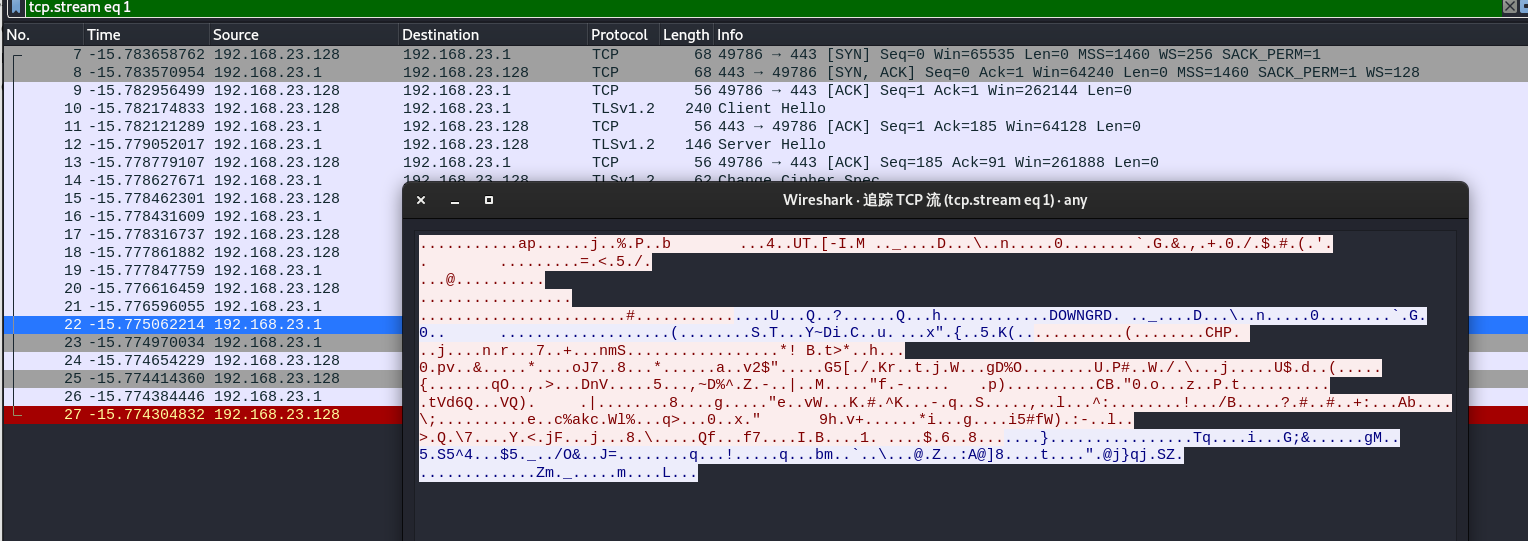 tcp.stream eq 1
No. Time Source Destination Protocol Length Info
7 -15.783658762 192.168.23.128 192.168.23.1 TCP 68 49786 → 443 [SYN] Seq=0 Win=65535 Len=0 MSS=1460 WS=256 SACK_PERM=1
8 -15.783570954 192.168.23.1 192.168.23.128 TCP 68 443 → 49786 [SYN, ACK] Seq=0 Ack=1 Win=64240 Len=0 MSS=1460 SACK_PERM=1 WS=128
9 -15.782956499 192.168.23.128 192.168.23.1 TCP 56 49786 → 443 [ACK] Seq=1 Ack=1 Win=262144 Len=0
10 -15.782174833 192.168.23.128 192.168.23.1 TLSv1.2 240 Client Hello
11 -15.782121289 192.168.23.1 192.168.23.128 TCP 56 443 → 49786 [ACK] Seq=1 Ack=185 Win=64128 Len=0
12 -15.779052017 192.168.23.1 192.168.23.128 TLSv1.2 146 Server Hello
13 -15.778779107 192.168.23.128 192.168.23.1 TCP 56 49786 → 443 [ACK] Seq=185 Ack=91 Win=261888 Len=0
14 -15.778627671 192.168.23.1 192.168.23.128 TLSv1.2 62 Change Cipher Spec
15 -15.778462301 192.168.23.128
16 -15.778431609 192.168.23.1
17 -15.778316737 192.168.23.128
18 -15.777861882 192.168.23.128
19 -15.777847759 192.168.23.1
20 -15.776616459 192.168.23.128
21 -15.776596055 192.168.23.1
22 -15.775062214 192.168.23.1
23 -15.774970034 192.168.23.128
24 -15.774654229 192.168.23.128
25 -15.774414360 192.168.23.128
26 -15.774384446 192.168.23.1
27 -15.774304832 192.168.23.128
Wireshark · 追踪 TCP 流 (tcp.stream eq 1) · any
...........ap......j..%.P..b ...4..UT.[-I.M .._....D...\..n.....0........`.G.&.,.+.0./.$.#.(.'.
. .........=.<.5./.
...@..........
.................
.......................#...............U...Q..?......Q...h............DOWNGRD. .._....D...\..n.....0........`.G.
0. ...................(........S.T...Y~Di.C..u. ...x".{..5.K(.............(........CHP.
..j....n.r...7..+...nmS.................*! B.t>*..h...
0.pv..&.....*....oJ7..8...*......a..v2$".....G5[./.Kr..t.j.W...gD%O........U.P#..W./.\...j.....U$.d..(.....
{.......qO..,.>...DnV.....5...,~D%^.Z.-..|..M....."f.-..... .p)..........CB."0.o...z..P.t..........
.tVd6Q...VQ). .|........8....g....."e..vW...K.#.^K...-.q..S.....,..l...^:........!.../B.....?.#..#..+:...Ab....
\;..........e..c%akc.Wl%...q>...0..x." 9h.v+......*i...g....i5#fW).:-..l..
>.Q.\7....Y.<.jF...j...8.\.....Qf...f7....I.B....1. ....$.6..8.......}................Tq....i...G;&......gM..
5.S5^4...$5._../O&..J=........q...!.....q...bm..`..\...@.Z..:A@]8....t....".@j}qj.SZ.
.............Zm._.....m....L...